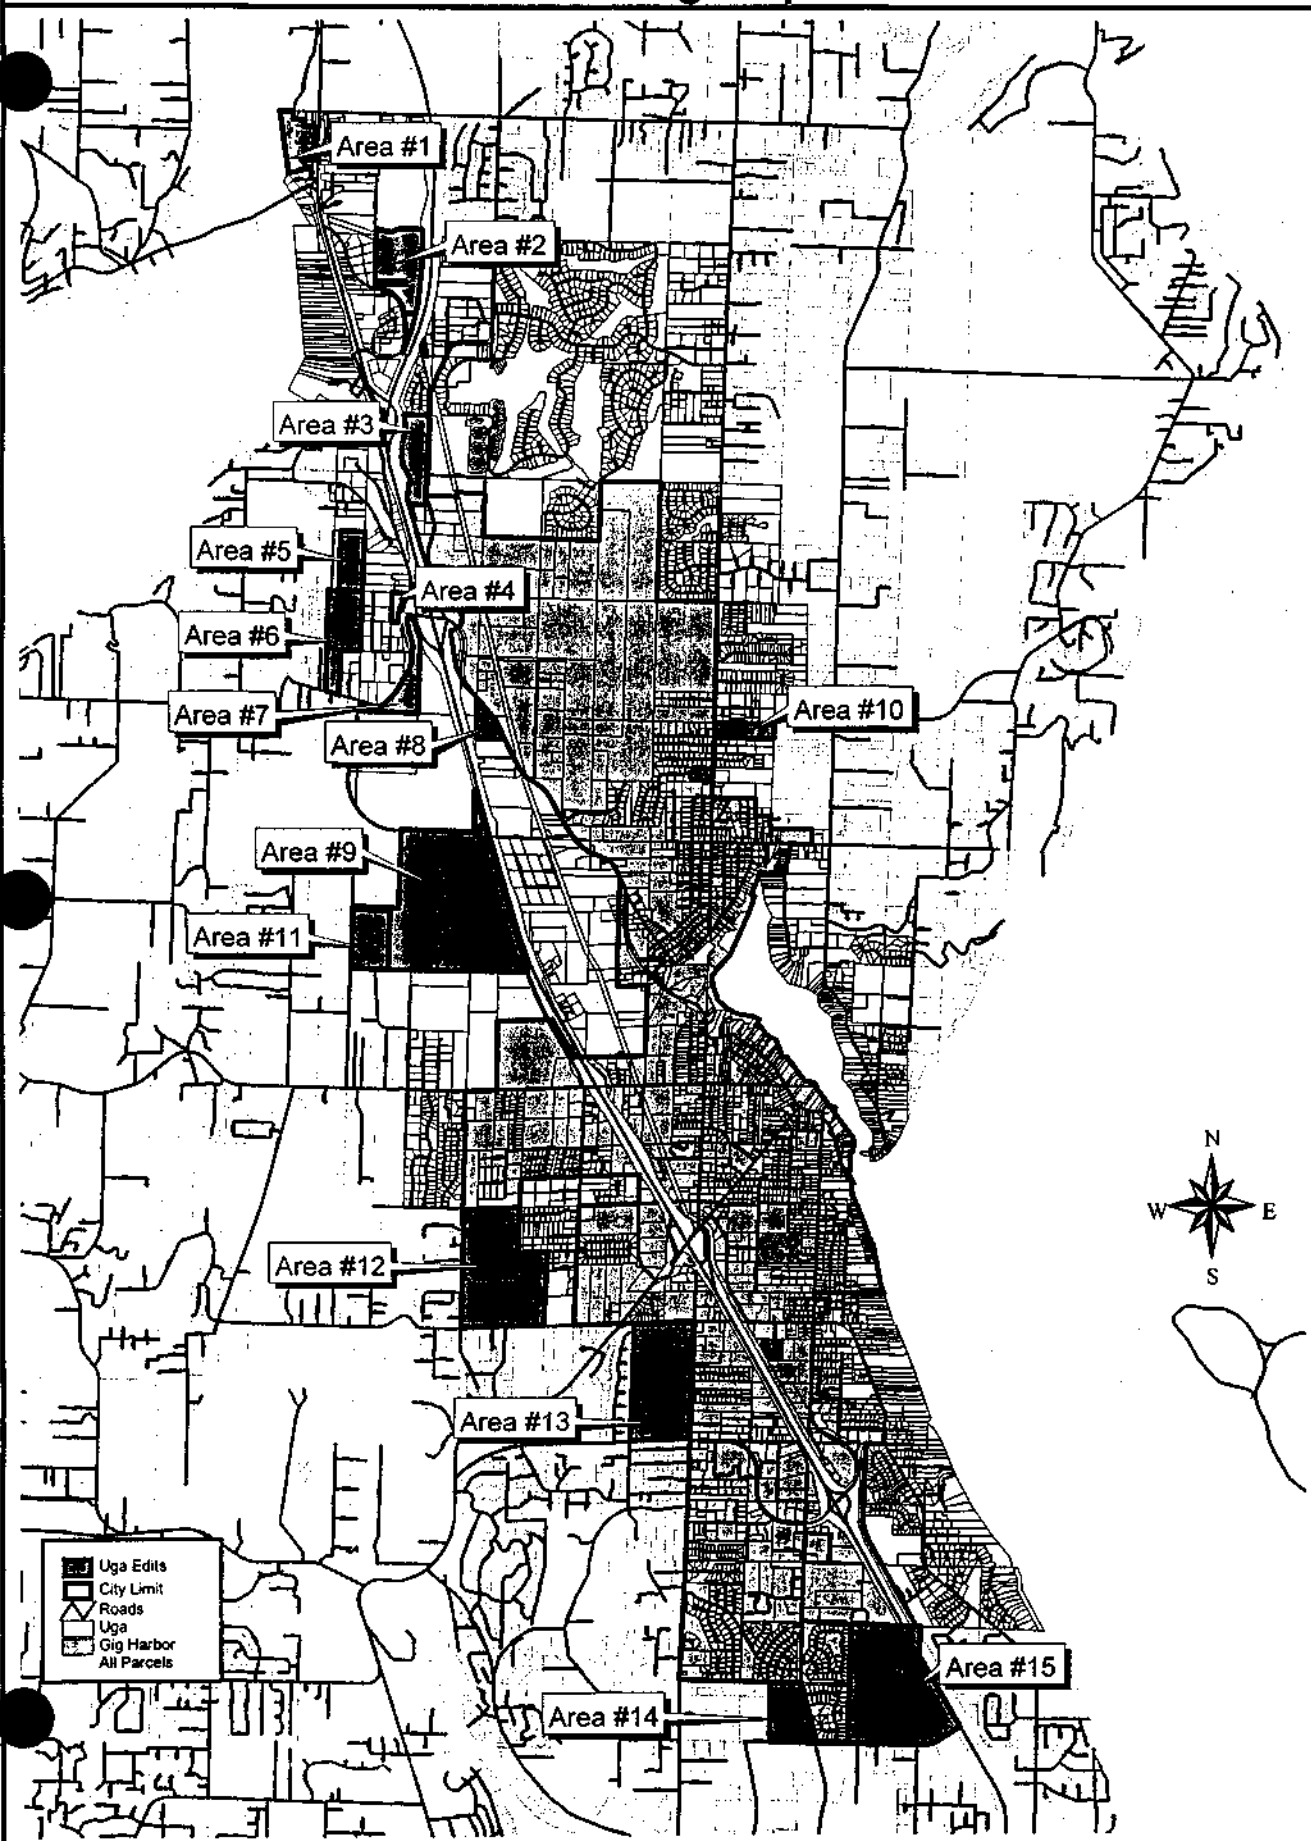 Area #1
Area #2
Area #3
Area #5
Area #4
Area #6
Area #7
Area #10
Area #8
Area #9
Area #11
N
W
E
S
Area #12
Area #13
Uga Edits
City Limit
Roads
Uga
Gig Harbor
All Parcels
Area #15
Area #14